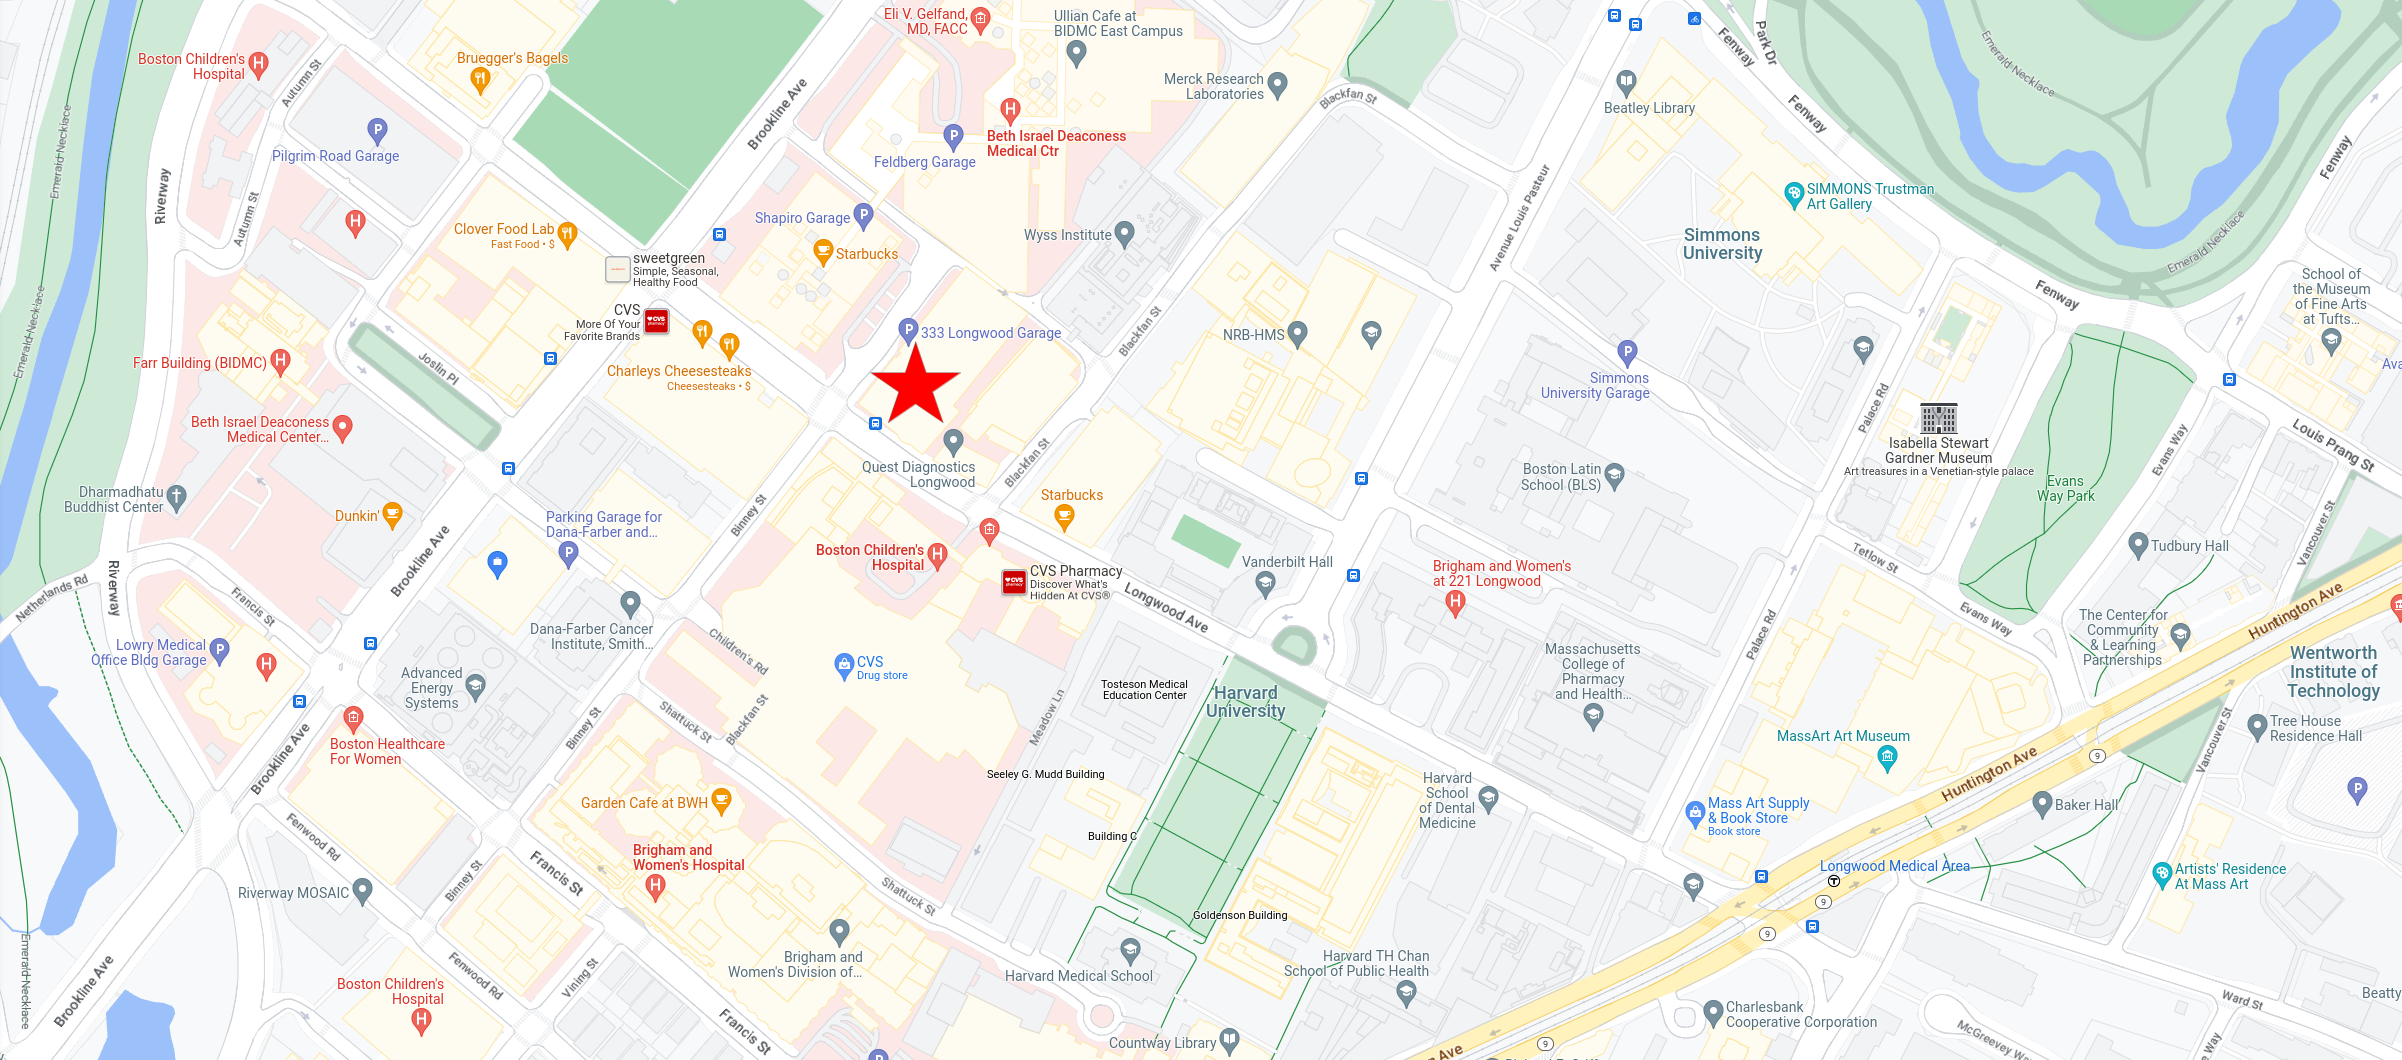 Eli V. Gelfand,
MD, FACC
Ullian Cafe at
BIDMC East Campus
Park Dr
Fenway
Emerald Necklace
Boston Children's
Hospital
Autumn St
Bruegger's Bagels
Brookline Ave
Merck Research
Laboratories
Blackfan St
Beatley Library
Fenway
Emerald Necklace
Pilgrim Road Garage
Beth Israel Deaconess
Medical Ctr
Feldberg Garage
Fenway
Riverway
Autumn St
Shapiro Garage
Starbucks
Wyss Institute
Avenue Louis Pasteur
SIMMONS Trustman
Art Gallery
Simmons
University
Emerald Necklace
Clover Food Lab
Fast Food • $
sweetgreen
Simple, Seasonal,
Healthy Food
Fenway
School of
the Museum
of Fine Arts
at Tufts...
Emerald Necklace
CVS
More Of Your
Favorite Brands
333 Longwood Garage
Blackfan St
NRB-HMS
Farr Building (BIDMC)
Joslin Pl
Charleys Cheesesteaks
Cheesesteaks • $
Simmons
University Garage
Palace Rd
Ava
Beth Israel Deaconess
Medical Center...
Isabella Stewart
Gardner Museum
Art treasures in a Venetian-style palace
Evans Way
Louis Prang St
Quest Diagnostics
Longwood
Blackfan St
Boston Latin
School (BLS)
Evans
Way Park
Dharmadhatu
Buddhist Center
Dunkin'
Parking Garage for
Dana-Farber and...
Binney St
Starbucks
Vancouver St
Boston Children's
Hospital
Brookline Ave
CVS Pharmacy
Discover What's
Hidden At CVS®
Vanderbilt Hall
Brigham and Women's
at 221 Longwood
Tetlow St
Tudbury Hall
Netherlands Rd
Riverway
Francis St
Longwood Ave
Evans Way
Huntington Ave
Lowry Medical
Office Bldg Garage
Dana-Farber Cancer
Institute, Smith...
Children's Rd
Palace Rd
The Center for
Community
& Learning
Partnerships
Advanced
Energy
Systems
CVS
Drug store
Tosteson Medical
Education Center
Harvard
University
Massachusetts
College of
Pharmacy
and Health...
Wentworth
Institute of
Technology
Binney St
Shattuck St
Blackfan St
Meadow Ln
Tree House
Residence Hall
Vancouver St
Brookline Ave
Boston Healthcare
For Women
MassArt Art Museum
Huntington Ave
9
Seeley G. Mudd Building
Harvard
School
of Dental
Medicine
Garden Cafe at BWH
Mass Art Supply
& Book Store
Book store
Baker Hall
Fenwood Rd
Building C
Brigham and
Women's Hospital
Francis St
Longwood Medical Area
Artists' Residence
At Mass Art
Riverway MOSAIC
Binney St
Shattuck St
9
Goldenson Building
9
Emerald Necklace
Brookline Ave
Brigham and
Women's Division of...
Harvard Medical School
Harvard TH Chan
School of Public Health
Boston Children's
Hospital
Fenwood Rd
Vining St
Ward St
Beatty
Charlesbank
Cooperative Corporation
Francis St
Countway Library
9
McGreevey Wa
Ave